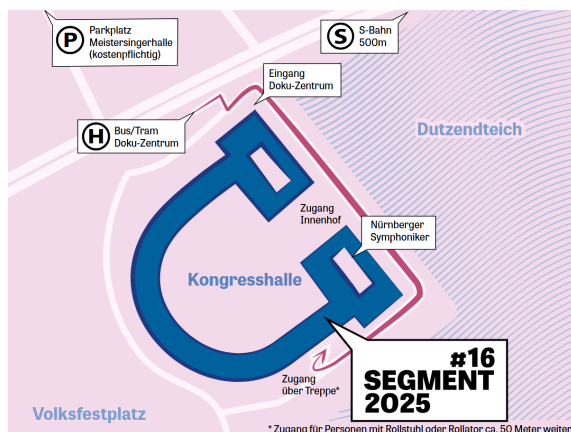 P
Parkplatz
Meistersingerhalle
(kostenpflichtig)
S
S-Bahn
500m
Eingang
Doku-Zentrum
H
Bus/Tram
Doku-Zentrum
Dutzendteich
Zugang
Innenhof
Nürnberger
Symphoniker
Kongresshalle
#16
SEGMENT
2025
Zugang
über Treppe*
Volksfestplatz
* Zugang für Personen mit Rollstuhl oder Rollator ca. 50 Meter weiter